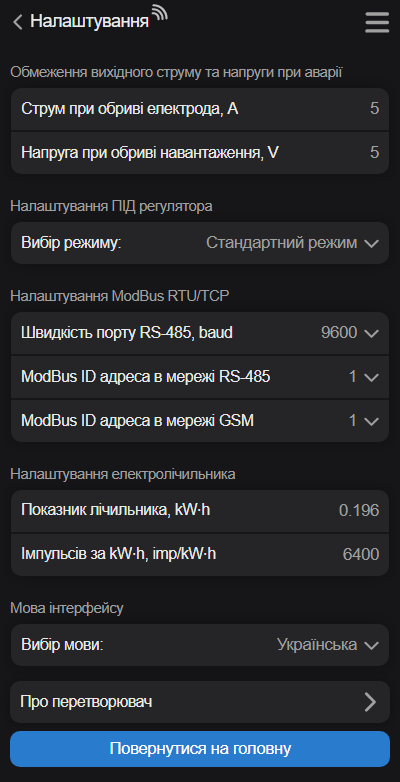 Налаштування
Обмеження вихідного струму та напруги при аварії
Струм при обриві електрода, А 5
Напруга при обриві навантаження, V 5
Налаштування ПІД регулятора
Вибір режиму: Стандартний режим
Налаштування ModBus RTU/TCP
Швидкість порту RS-485, baud 9600
ModBus ID адреса в мережі RS-485 1
ModBus ID адреса в мережі GSM 1
Налаштування електролічильника
Показник лічильника, kW·h 0.196
Імпульсів за kW·h, imp/kW·h 6400
Мова інтерфейсу
Вибір мови: Українська
Про перетворювач
Повернутися на головну